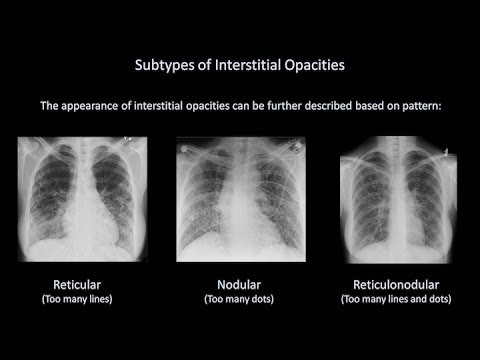 Subtypes of Interstitial Opacities
The appearance of interstitial opacities can be further described based on pattern:
Reticular
(Too many lines)
Nodular
(Too many dots)
Reticulonodular
(Too many lines and dots)